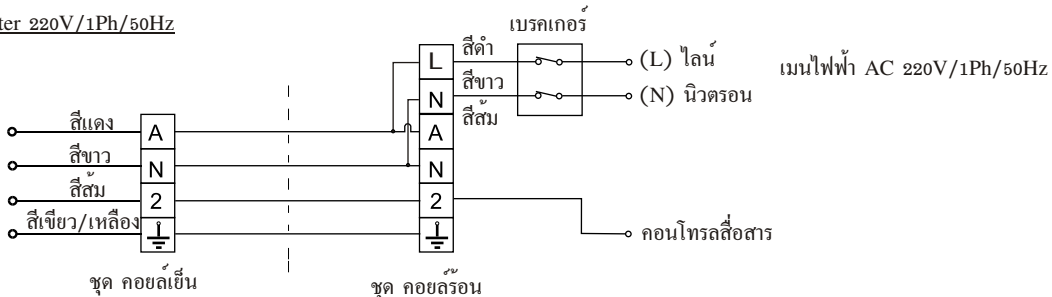 ter 220V/1Ph/50Hz
เบรคเกอร์
L สีดำ (L) ไลน์
เมนไฟฟ้า AC 220V/1Ph/50Hz
N สีขาว (N) นิวตรอน
สีแดง A A สีส้ม
สีขาว N N
สีส้ม 2 2
สีเขียว/เหลือง คอนโทรลสื่อสาร
ชุด คอยล์เย็น ชุด คอยล์ร้อน